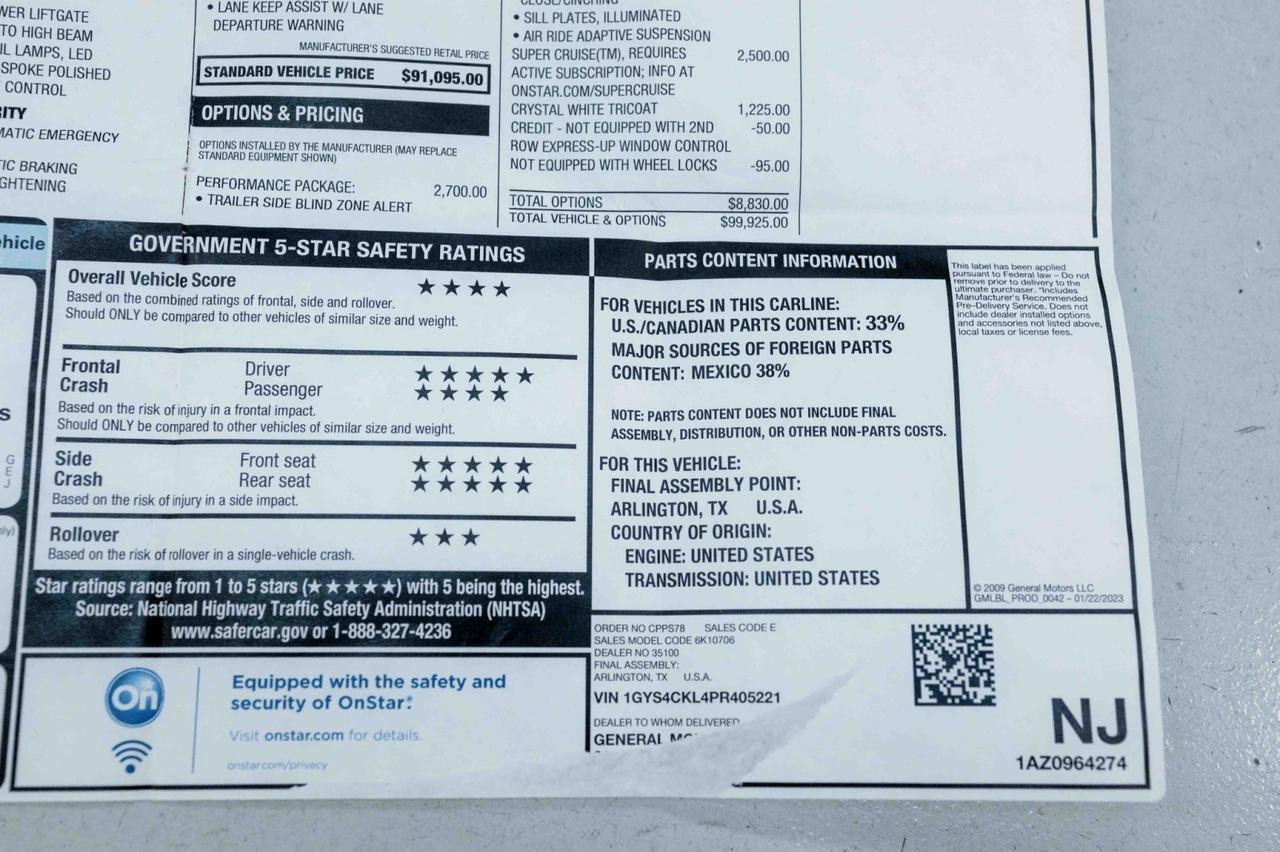 WER LIFTGATE
TO HIGH BEAM
IL LAMPS, LED
SPOKE POLISHED
CONTROL
MATIC EMERGENCY
TIC BRAKING
GHTENING
• LANE KEEP ASSIST W/ LANE
DEPARTURE WARNING
MANUFACTURER'S SUGGESTED RETAIL PRICE
STANDARD VEHICLE PRICE $91,095.00
OPTIONS & PRICING
OPTIONS INSTALLED BY THE MANUFACTURER (MAY REPLACE
STANDARD EQUIPMENT SHOWN)
PERFORMANCE PACKAGE: 2,700.00
• TRAILER SIDE BLIND ZONE ALERT
CLOSE/CINCHING
• SILL PLATES, ILLUMINATED
• AIR RIDE ADAPTIVE SUSPENSION
SUPER CRUISE(TM), REQUIRES 2,500.00
ACTIVE SUBSCRIPTION; INFO AT
ONSTAR.COM/SUPERCRUISE
CRYSTAL WHITE TRICOAT 1,225.00
CREDIT - NOT EQUIPPED WITH 2ND -50.00
ROW EXPRESS-UP WINDOW CONTROL
NOT EQUIPPED WITH WHEEL LOCKS -95.00
TOTAL OPTIONS $8,830.00
TOTAL VEHICLE & OPTIONS $99,925.00
ehicle
GOVERNMENT 5-STAR SAFETY RATINGS
Overall Vehicle Score ★★★★
Based on the combined ratings of frontal, side and rollover.
Should ONLY be compared to other vehicles of similar size and weight.
Frontal Driver ★★★★★
Crash Passenger ★★★★
Based on the risk of injury in a frontal impact.
Should ONLY be compared to other vehicles of similar size and weight.
Side Front seat ★★★★★
Crash Rear seat ★★★★★
Based on the risk of injury in a side impact.
Rollover ★★★
Based on the risk of rollover in a single-vehicle crash.
Star ratings range from 1 to 5 stars (★★★★★) with 5 being the highest.
Source: National Highway Traffic Safety Administration (NHTSA)
www.safercar.gov or 1-888-327-4236
On
Equipped with the safety and
security of OnStar.*
Visit onstar.com for details.
onstar.com/privacy
PARTS CONTENT INFORMATION
FOR VEHICLES IN THIS CARLINE:
U.S./CANADIAN PARTS CONTENT: 33%
MAJOR SOURCES OF FOREIGN PARTS
CONTENT: MEXICO 38%
NOTE: PARTS CONTENT DOES NOT INCLUDE FINAL
ASSEMBLY, DISTRIBUTION, OR OTHER NON-PARTS COSTS.
FOR THIS VEHICLE:
FINAL ASSEMBLY POINT:
ARLINGTON, TX U.S.A.
COUNTRY OF ORIGIN:
ENGINE: UNITED STATES
TRANSMISSION: UNITED STATES
This label has been applied
pursuant to Federal law – Do not
remove prior to delivery to the
ultimate purchaser. *Includes
Manufacturer's Recommended
Pre-Delivery Service. Does not
include dealer installed options
and accessories not listed above,
local taxes or license fees.
© 2009 General Motors LLC
GMLBL_PROD_0042 – 01/22/2023
ORDER NO CPPS78 SALES CODE E
SALES MODEL CODE 6K10706
DEALER NO 35100
FINAL ASSEMBLY:
ARLINGTON, TX U.S.A.
VIN 1GYS4CKL4PR405221
DEALER TO WHOM DELIVERED
GENERAL
NJ
1AZ0964274